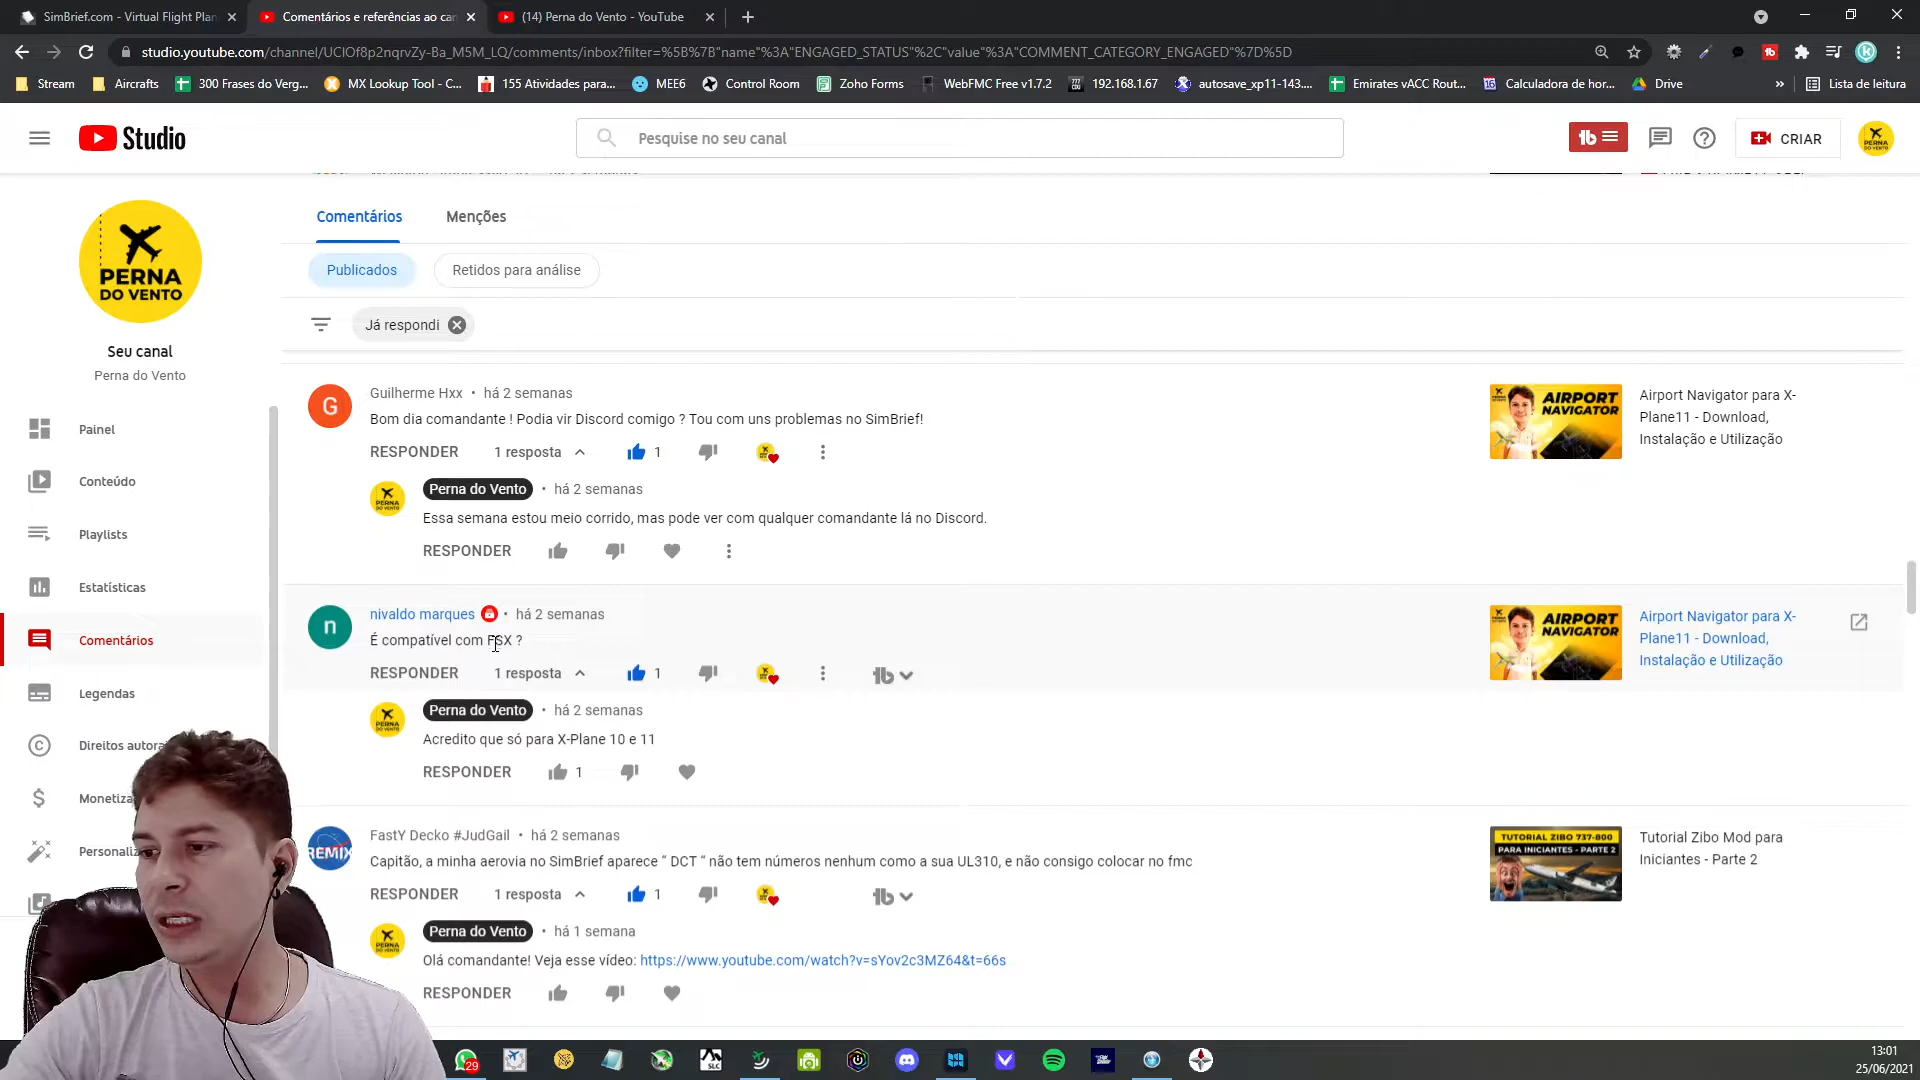 SimBrief.com - Virtual Flight Plan
Comentários e referências ao can
(14) Perna do Vento - YouTube
studio.youtube.com/channel/UClOf8p2nqrvZy-Ba_M5M_LQ/comments/inbox?filter=%5B%7B"name"%3A"ENGAGED_STATUS"%2C"value"%3A"COMMENT_CATEGORY_ENGAGED"%7D%5D
Stream
Aircrafts
300 Frases do Verg...
MX Lookup Tool - C...
155 Atividades para...
MEE6
Control Room
Zoho Forms
WebFMC Free v1.7.2
192.168.1.67
autosave_xp11-143....
Emirates vACC Rout...
Calculadora de hor...
Drive
»
Lista de leitura
Studio
Pesquise no seu canal
CRIAR
PERNA
DO VENTO
Seu canal
Perna do Vento
Painel
Conteúdo
Playlists
Estatísticas
Comentários
Legendas
Direitos autorai
Monetiza
Personaliz
Comentários
Menções
Publicados
Retidos para análise
Já respondi
Guilherme Hxx • há 2 semanas
Bom dia comandante ! Podia vir Discord comigo ? Tou com uns problemas no SimBrief!
RESPONDER 1 resposta 1
Perna do Vento • há 2 semanas
Essa semana estou meio corrido, mas pode ver com qualquer comandante lá no Discord.
RESPONDER
AIRPORT
NAVIGATOR
Airport Navigator para X-
Plane11 - Download,
Instalação e Utilização
nivaldo marques • há 2 semanas
É compatível com FSX ?
RESPONDER 1 resposta 1
Perna do Vento • há 2 semanas
Acredito que só para X-Plane 10 e 11
RESPONDER 1
AIRPORT
NAVIGATOR
Airport Navigator para X-
Plane11 - Download,
Instalação e Utilização
REMIX
FastY Decko #JudGail • há 2 semanas
Capitão, a minha aerovia no SimBrief aparece “ DCT “ não tem números nenhum como a sua UL310, e não consigo colocar no fmc
RESPONDER 1 resposta 1
Perna do Vento • há 1 semana
Olá comandante! Veja esse vídeo: https://www.youtube.com/watch?v=sYov2c3MZ64&t=66s
RESPONDER
TUTORIAL ZIBO 737-800
PARA INICIANTES - PARTE 2
Tutorial Zibo Mod para
Iniciantes - Parte 2
29
SLC
13:01
25/06/2021